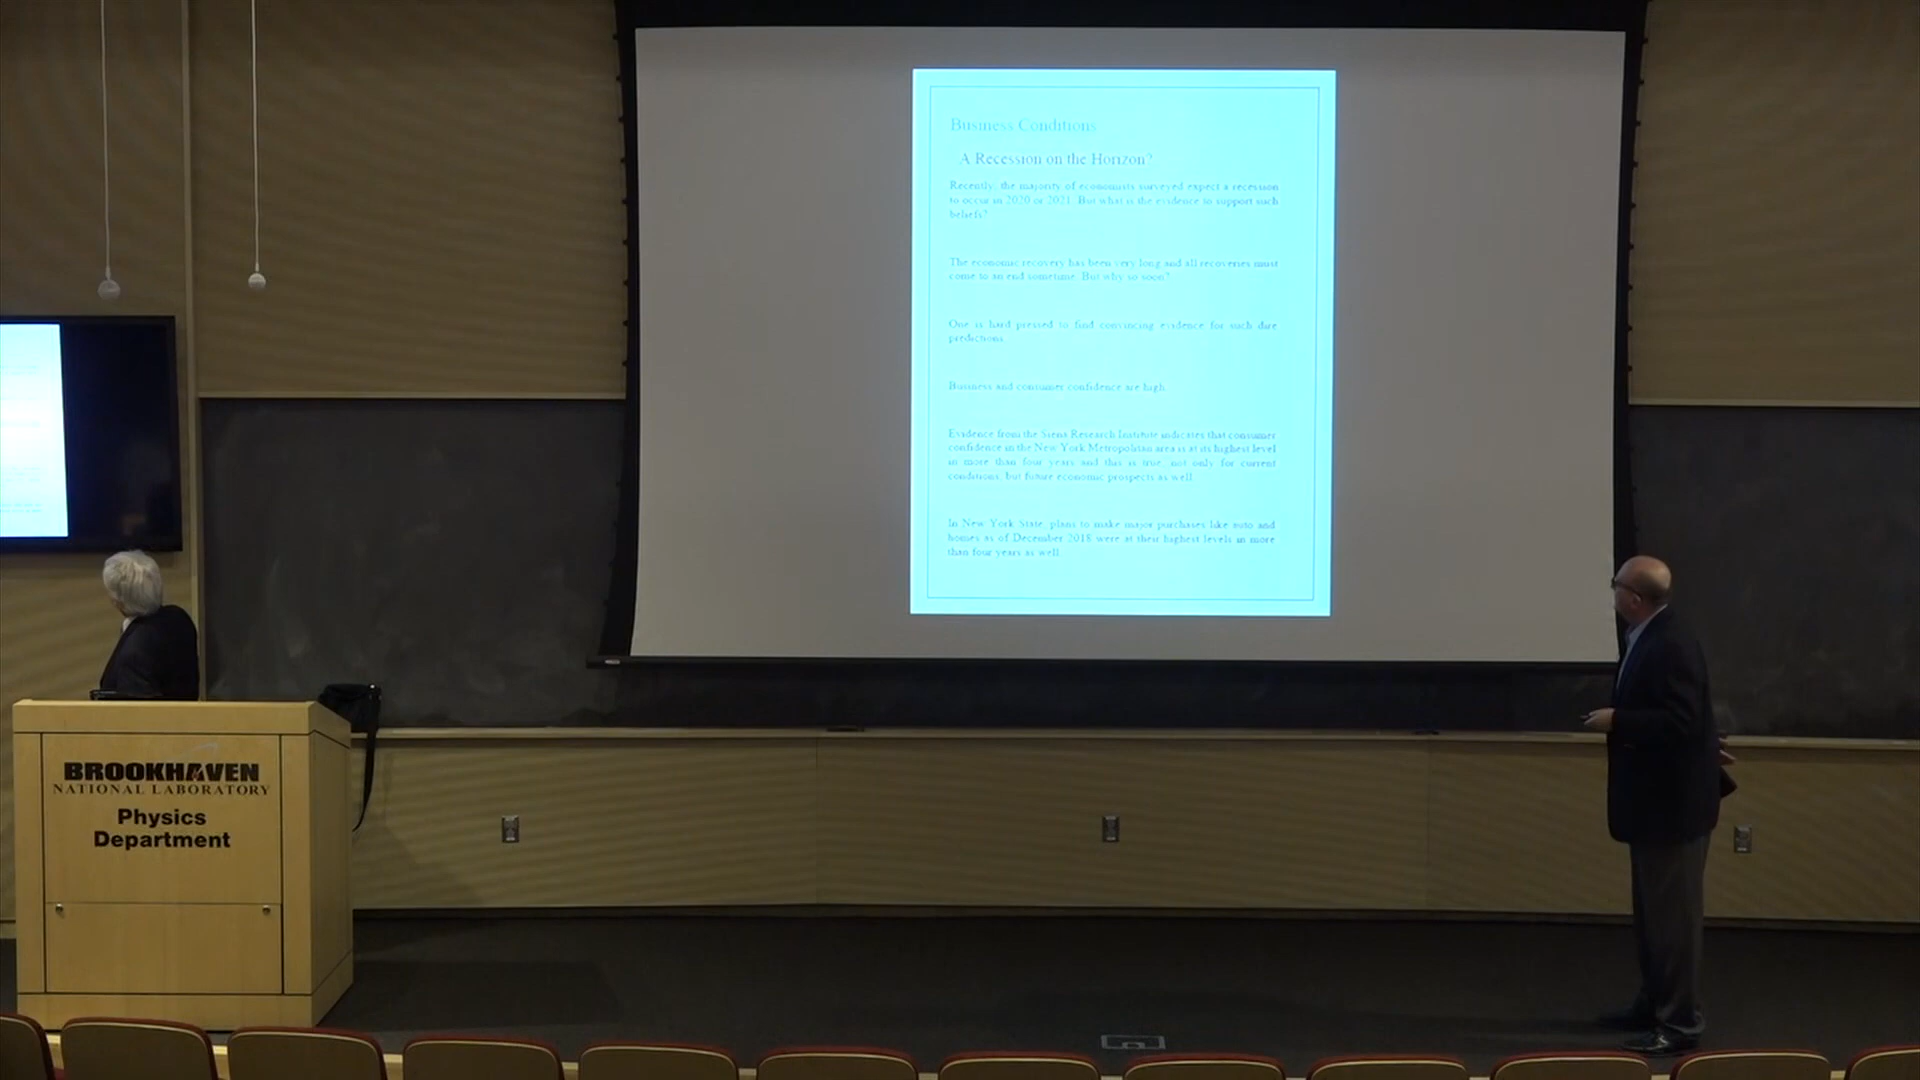 Business Conditions
A Recession on the Horizon?
Recently, the majority of economists surveyed expect a recession
to occur in 2020 or 2021. But what is the evidence to support such
beliefs?
The economic recovery has been very long and all recoveries must
come to an end sometime. But why so soon?
One is hard pressed to find convincing evidence for such dire
predictions.
Business and consumer confidence are high.
Evidence from the Siena Research Institute indicates that consumer
confidence in the New York Metropolitan area is at its highest level
in more than four years and this is true, not only for current
conditions, but future economic prospects as well.
In New York State, plans to make major purchases like auto and
homes as of December 2018 were at their highest levels in more
than four years as well.
BROOKHAVEN
NATIONAL LABORATORY
Physics
Department